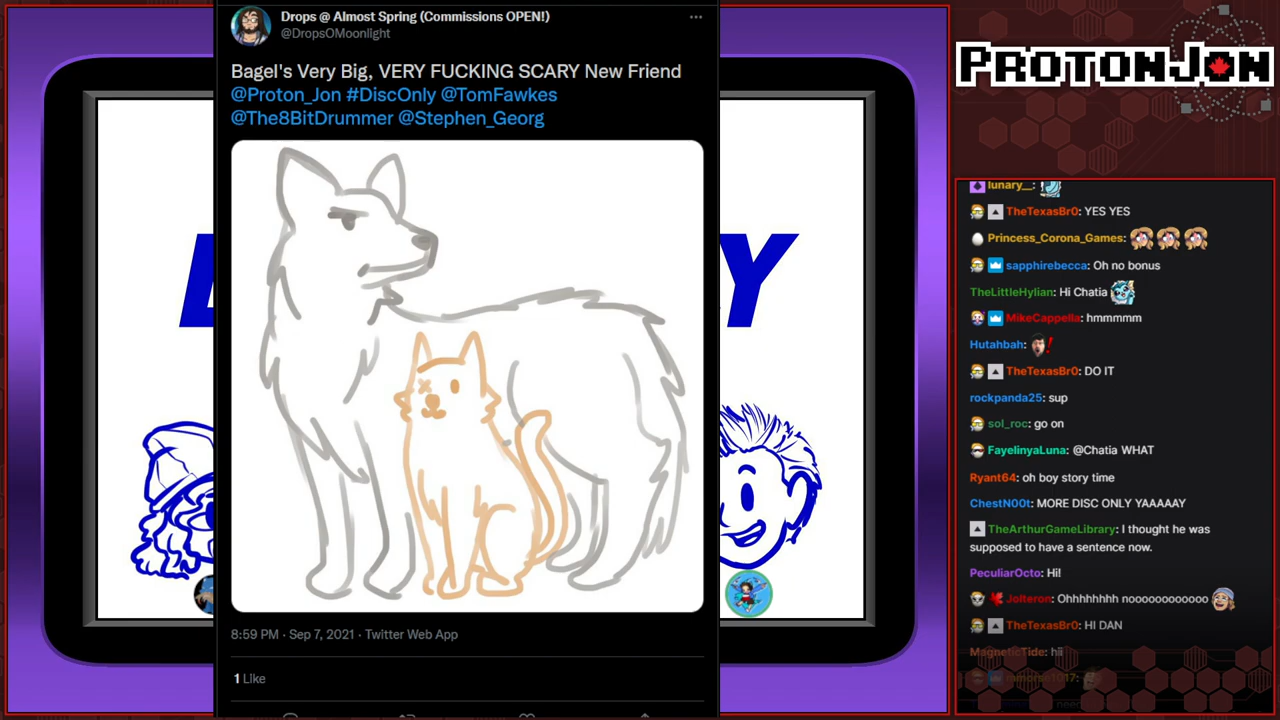 Drops @ Almost Spring (Commissions OPEN!)
@DropsOMoonlight
Bagel's Very Big, VERY FUCKING SCARY New Friend
@Proton_Jon #DiscOnly @TomFawkes
@The8BitDrummer @Stephen_Georg
8:59 PM · Sep 7, 2021 · Twitter Web App
1 Like
Y
PROTONJON
lunary__:
TheTexasBr0: YES YES
Princess_Corona_Games:
sapphirebecca: Oh no bonus
TheLittleHylian: Hi Chatia
MikeCappella: hmmmmm
Hutahbah:
TheTexasBr0: DO IT
rockpanda25: sup
sol_roc: go on
FayelinyaLuna: @Chatia WHAT
Ryant64: oh boy story time
ChestN00t: MORE DISC ONLY YAAAAAY
TheArthurGameLibrary: I thought he was
supposed to have a sentence now.
PeculiarOcto: Hi!
Jolteron: Ohhhhhhhh noooooooooooo
TheTexasBr0: HI DAN
MagneticTide: hii